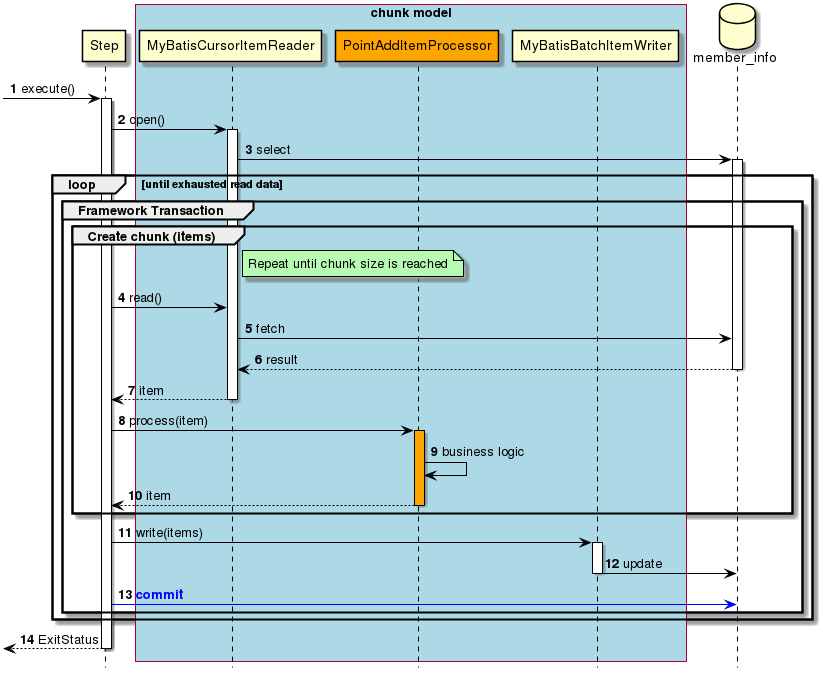 chunk model
Step
MyBatisCursorItemReader
PointAddItemProcessor
MyBatisBatchItemWriter
member_info
1 execute()
2 open()
3 select
loop [until exhausted read data]
Framework Transaction
Create chunk (items)
Repeat until chunk size is reached
4 read()
5 fetch
6 result
7 item
8 process(item)
9 business logic
10 item
11 write(items)
12 update
13 commit
14 ExitStatus